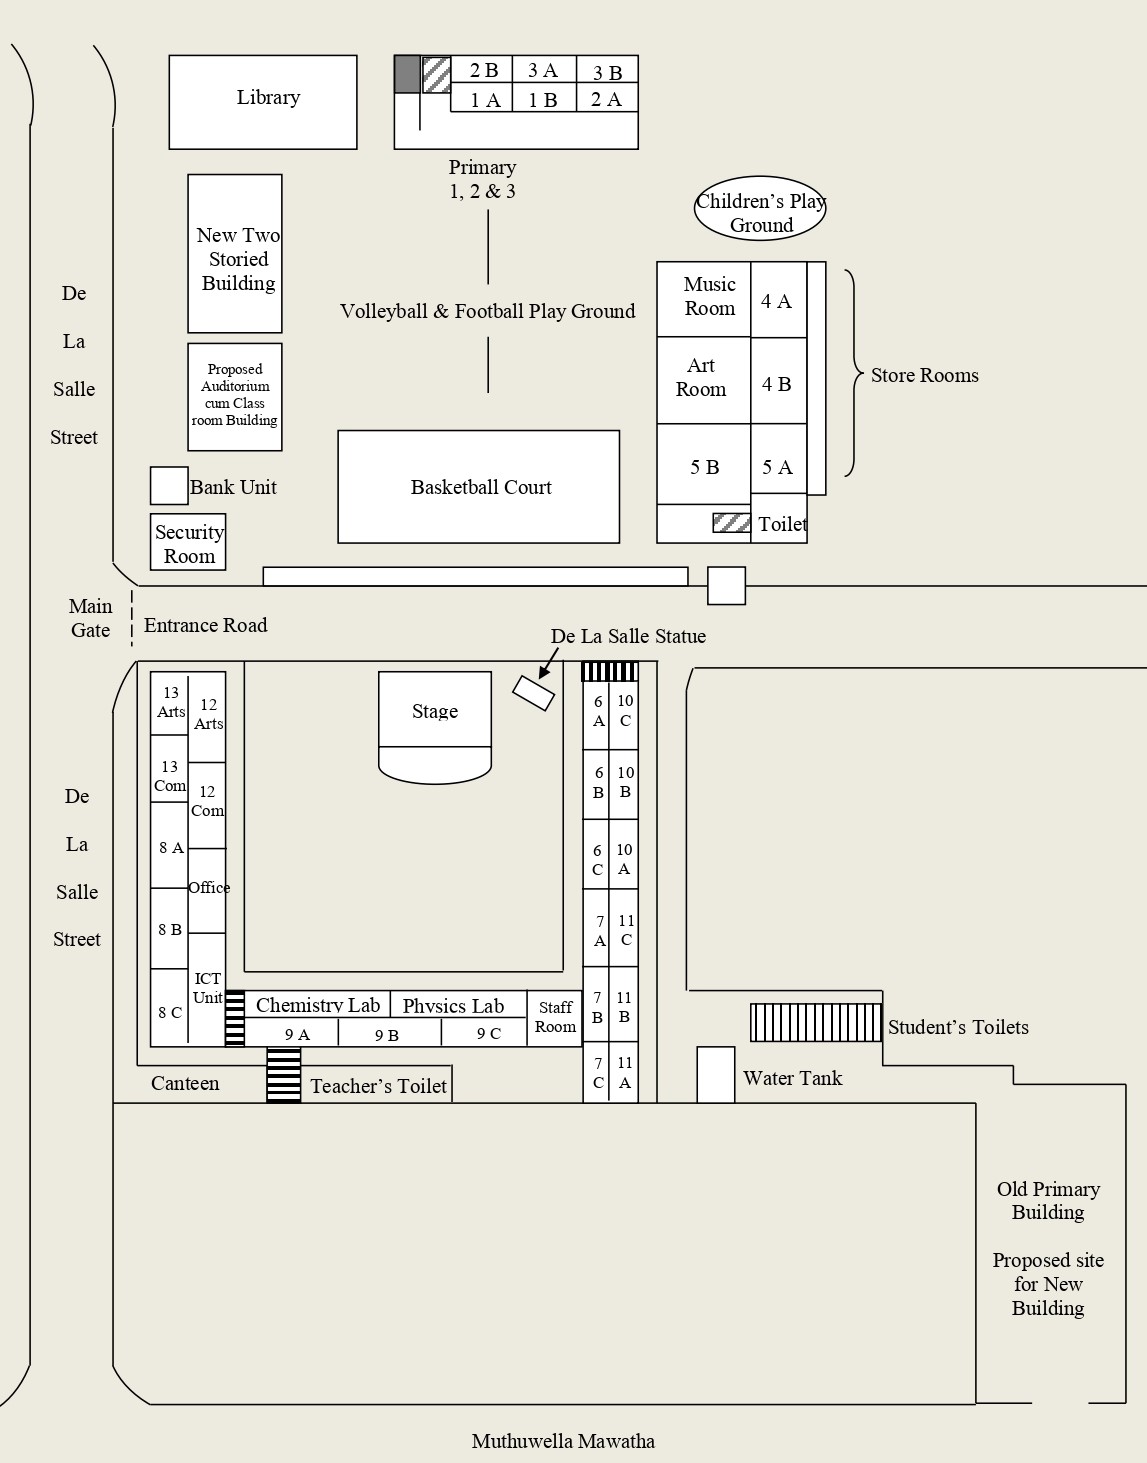 Library
2 B
3 A
3 B
1 A
1 B
2 A
Primary
1, 2 & 3
Children's Play
Ground
New Two
Storied
Building
Volleyball & Football Play Ground
Music
Room
4 A
Art
Room
4 B
Store Rooms
5 B
5 A
Toilet
De
La
Salle
Street
Proposed
Auditorium
cum Class
room Building
Bank Unit
Basketball Court
Security
Room
Main
Gate
Entrance Road
De La Salle Statue
13
Arts
12
Arts
13
Com
12
Com
8 A
Office
8 B
ICT
Unit
8 C
Stage
6
A
10
C
6
B
10
B
6
C
10
A
7
A
11
C
7
B
11
B
7
C
11
A
De
La
Salle
Street
Chemistry Lab
Physics Lab
Staff
Room
9 A
9 B
9 C
Student's Toilets
Canteen
Teacher's Toilet
Water Tank
Old Primary
Building
Proposed site
for New
Building
Muthuwella Mawatha